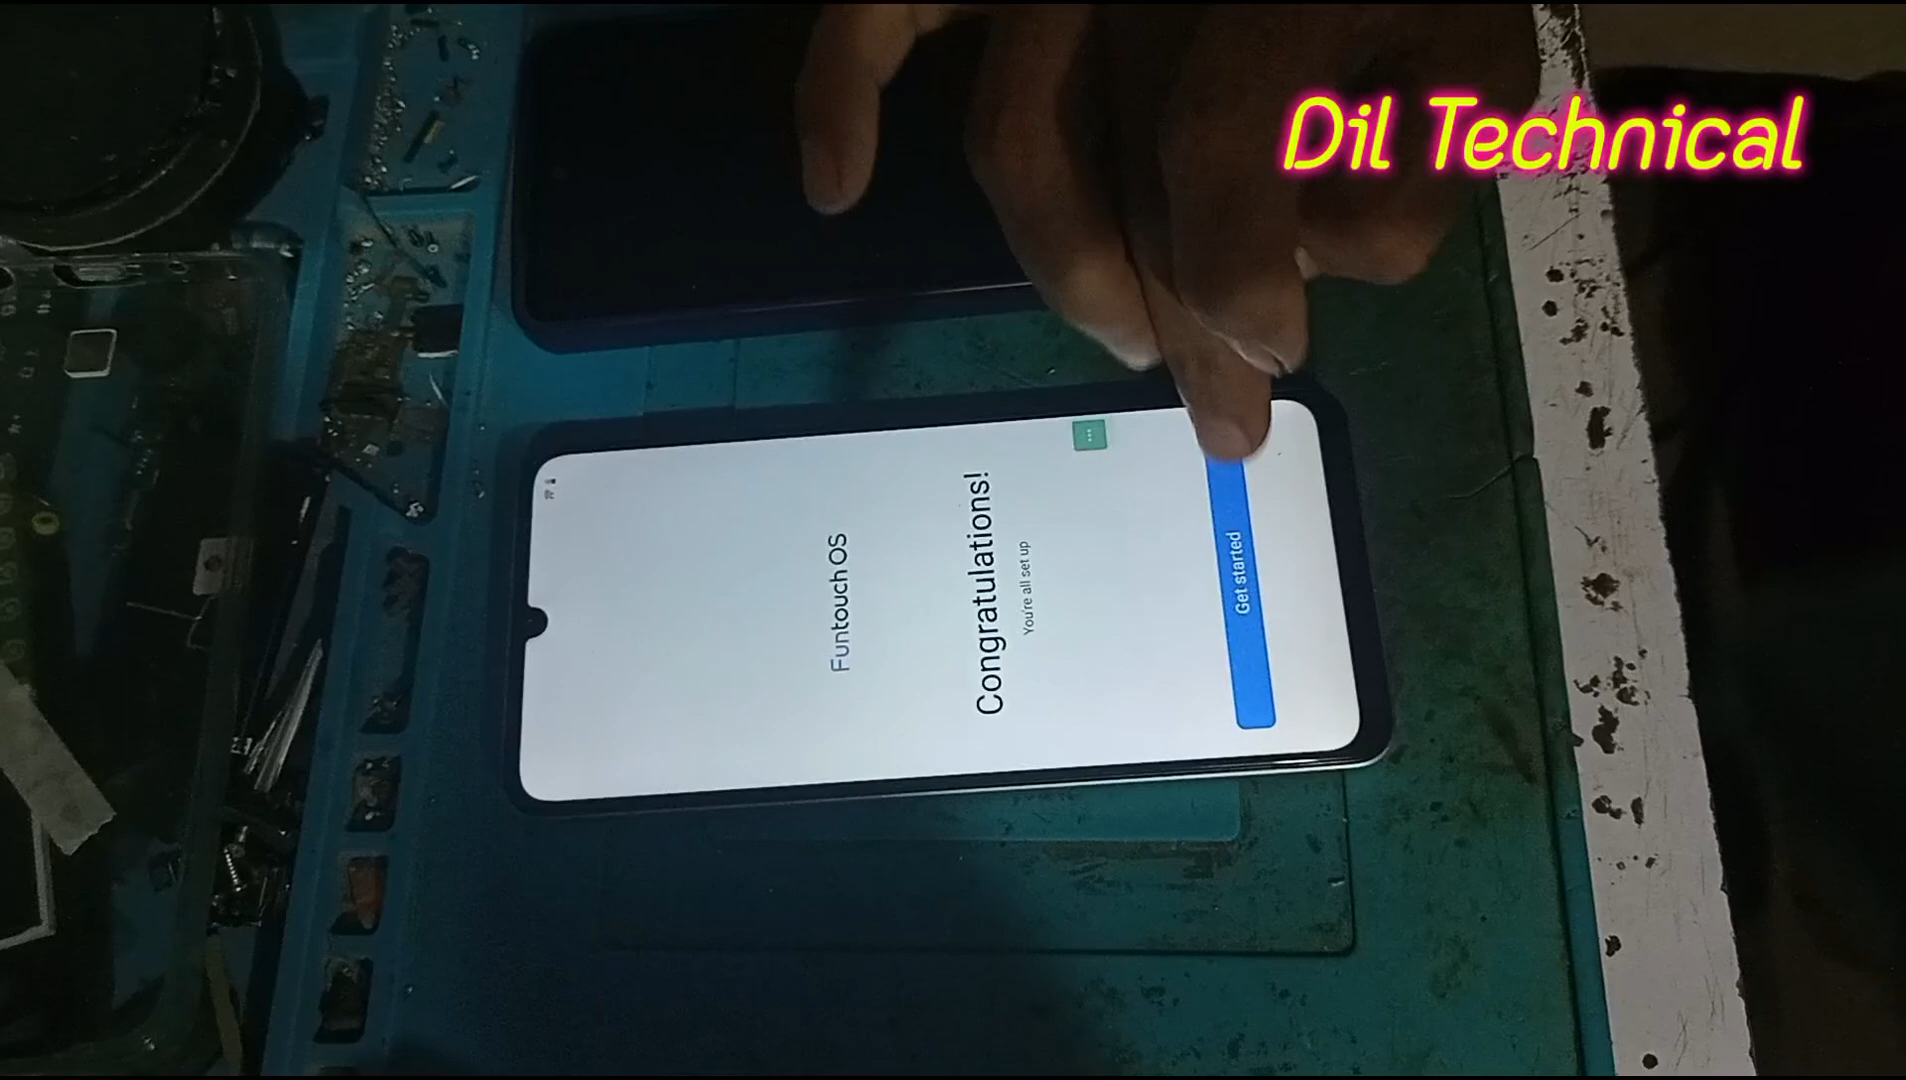 Dil Technical
Funtouch OS
Congratulations!
You're all set up
Get started